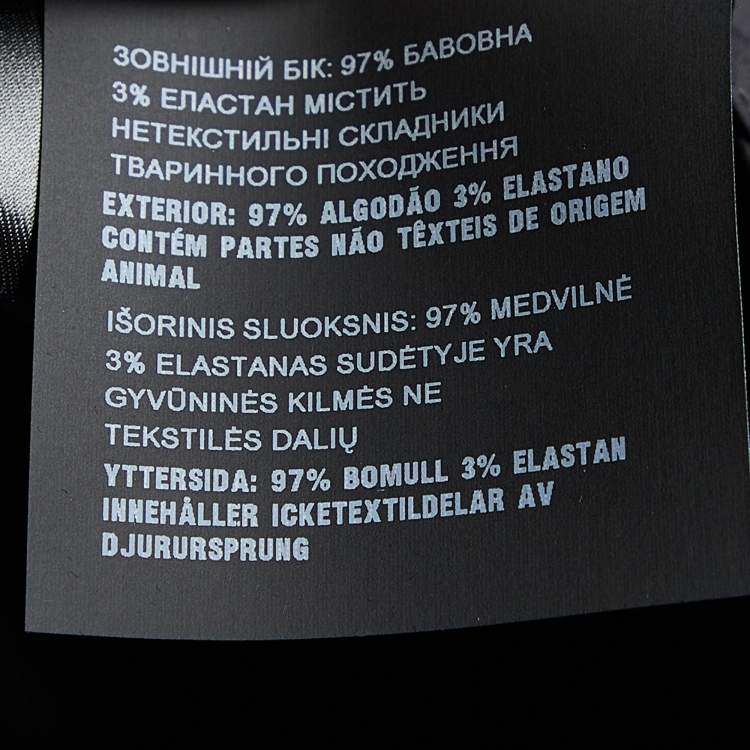 ЗОВНІШНІЙ БІК: 97% БАВОВНА
3% ЕЛАСТАН МІСТИТЬ
НЕТЕКСТИЛЬНІ СКЛАДНИКИ
ТВАРИННОГО ПОХОДЖЕННЯ
EXTERIOR: 97% ALGODÃO 3% ELASTANO
CONTÉM PARTES NÃO TÊXTEIS DE ORIGEM
ANIMAL
IŠORINIS SLUOKSNIS: 97% MEDVILNĖ
3% ELASTANAS SUDĖTYJE YRA
GYVŪNINĖS KILMĖS NE
TEKSTILĖS DALIŲ
YTTERSIDA: 97% BOMULL 3% ELASTAN
INNEHÅLLER ICKETEXTILDELAR AV
DJURURSPRUNG